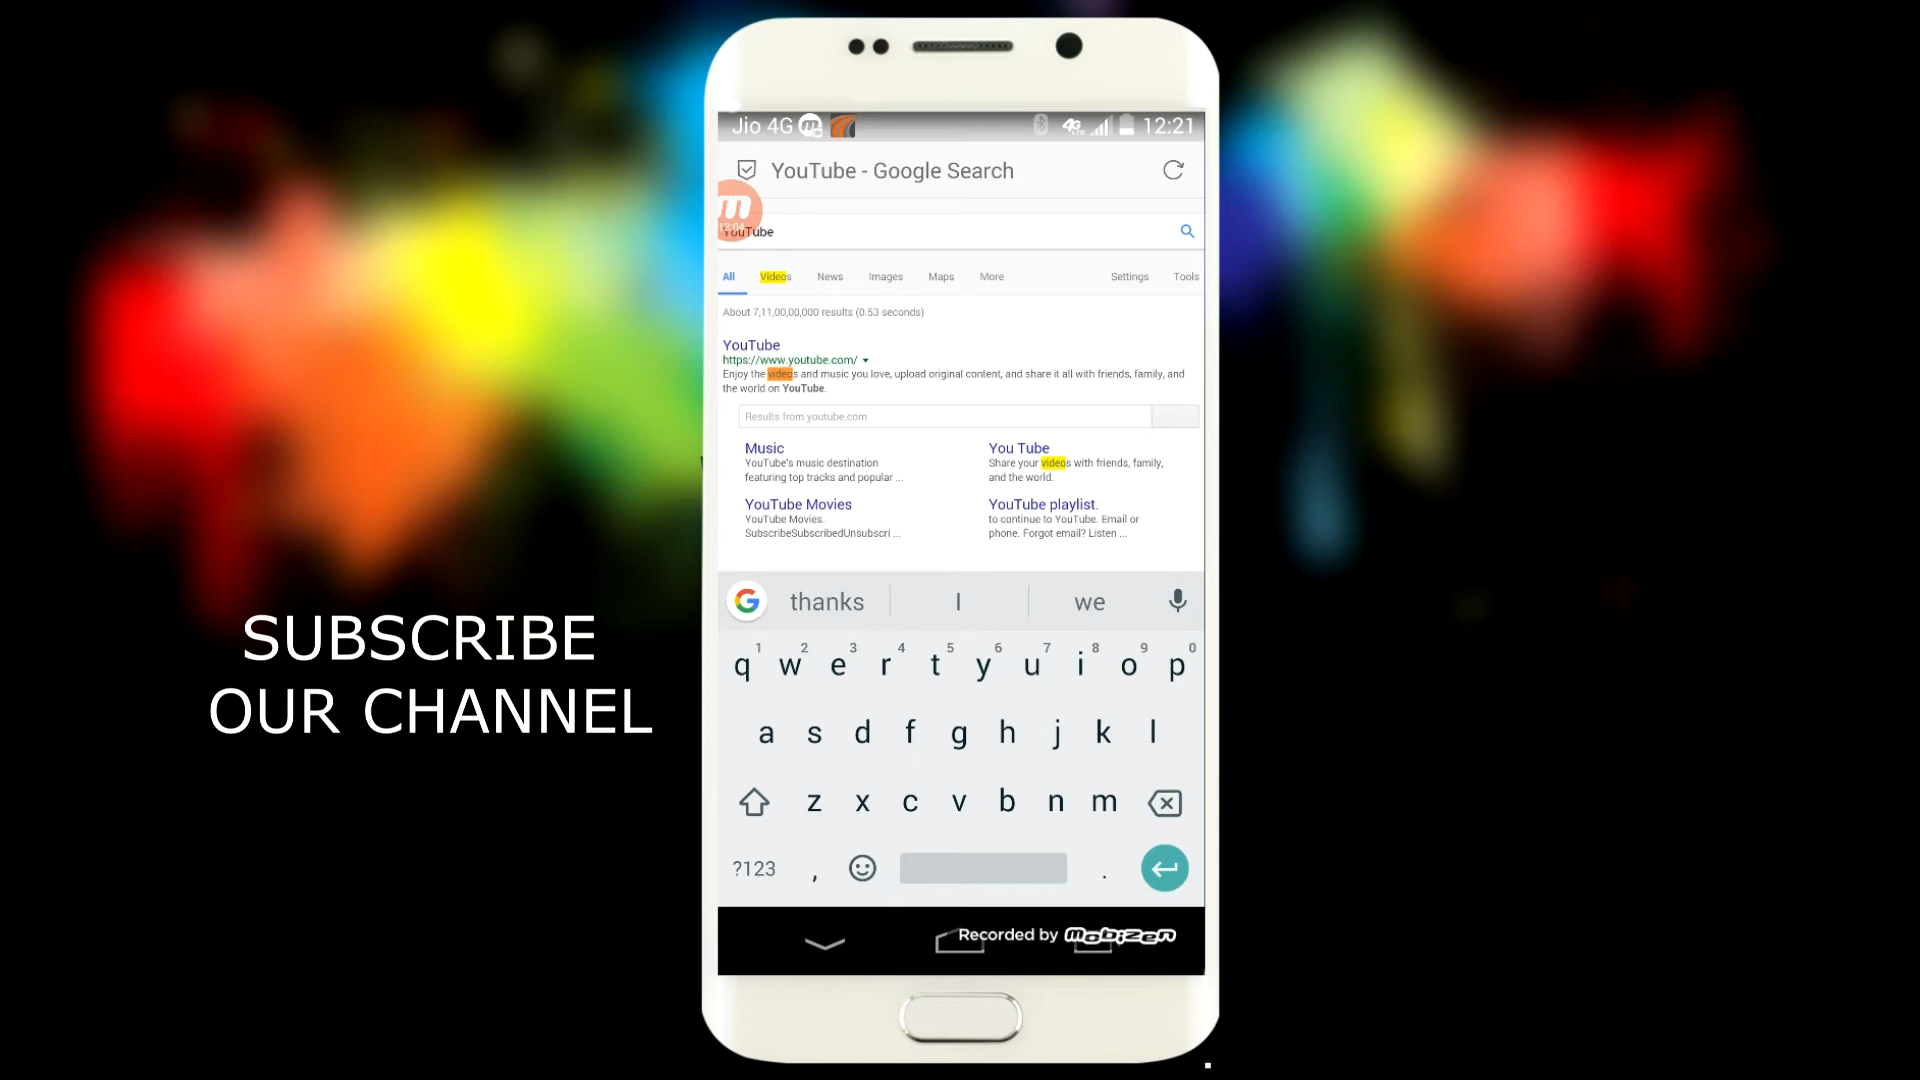 Jio 4G
4G
12:21
YouTube - Google Search
m
YouTube
All Videos News Images Maps More Settings Tools
About 7,11,00,00,000 results (0.53 seconds)
YouTube
https://www.youtube.com/
Enjoy the videos and music you love, upload original content, and share it all with friends, family, and
the world on YouTube.
Results from youtube.com
Music
YouTube's music destination
featuring top tracks and popular ...
You Tube
Share your videos with friends, family,
and the world.
YouTube Movies
YouTube Movies.
SubscribeSubscribedUnsubscri ...
YouTube playlist.
to continue to YouTube. Email or
phone. Forgot email? Listen ...
G thanks I we
1 2 3 4 5 6 7 8 9 0
q w e r t y u i o p
a s d f g h j k l
z x c v b n m
?123 , .
Recorded by mobizen
SUBSCRIBE
OUR CHANNEL